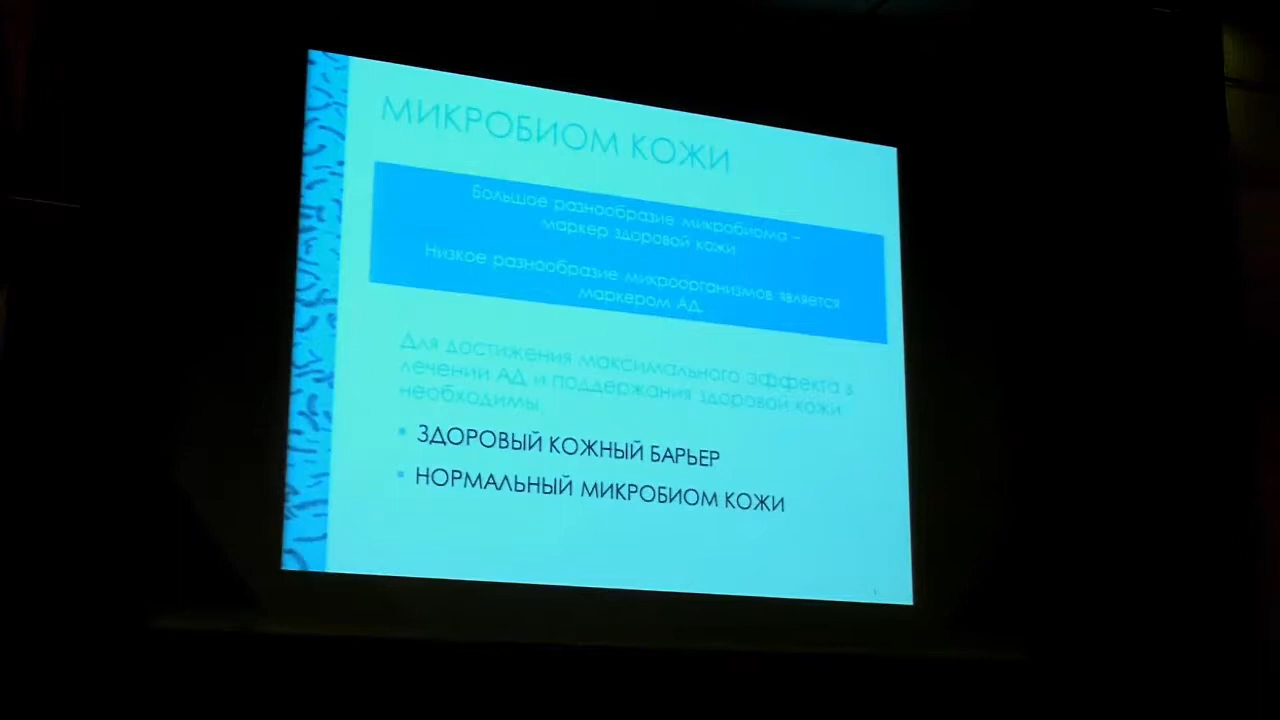 МИКРОБИОМ КОЖИ
Большое разнообразие микробиома –
маркер здоровой кожи
Низкое разнообразие микроорганизмов является
маркером АД.
Для достижения максимального эффекта в
лечении АД и поддержания здоровой кожи
необходимы
▪ ЗДОРОВЫЙ КОЖНЫЙ БАРЬЕР
▪ НОРМАЛЬНЫЙ МИКРОБИОМ КОЖИ